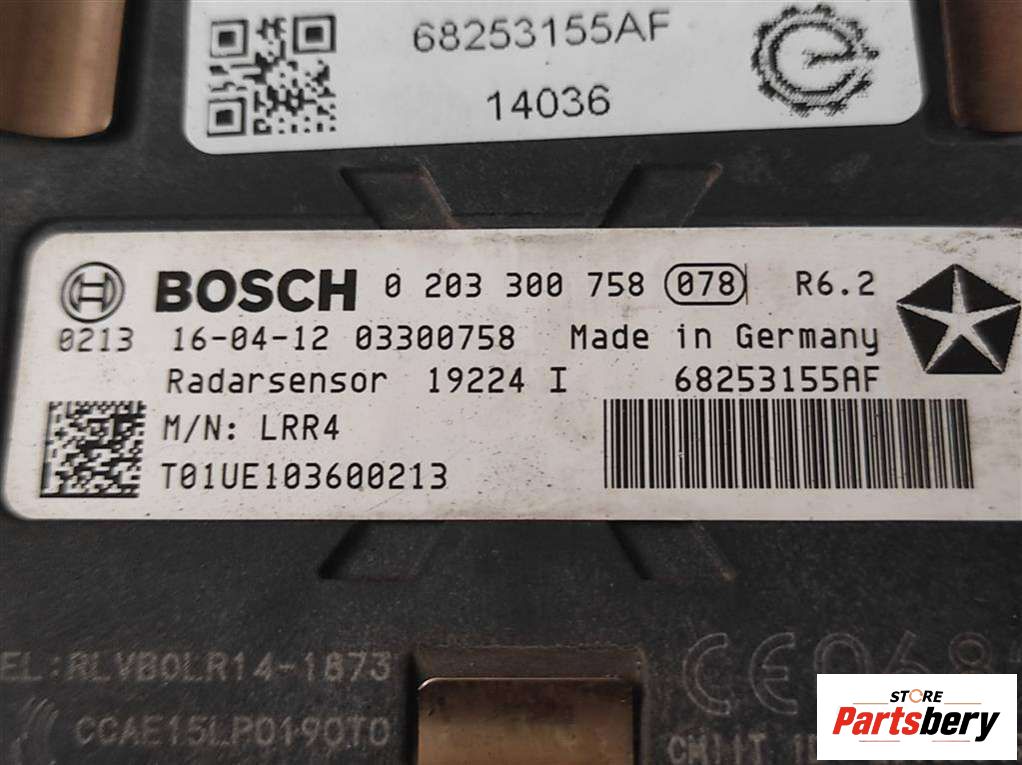 68253155AF
14036
BOSCH 0 203 300 758 078 R6.2
0213 16-04-12 03300758 Made in Germany
Radarsensor 19224 I 68253155AF
M/N: LRR4
T01UE103600213
EL:RLVBOLR14-1873
CE068
STORE
Partsbery